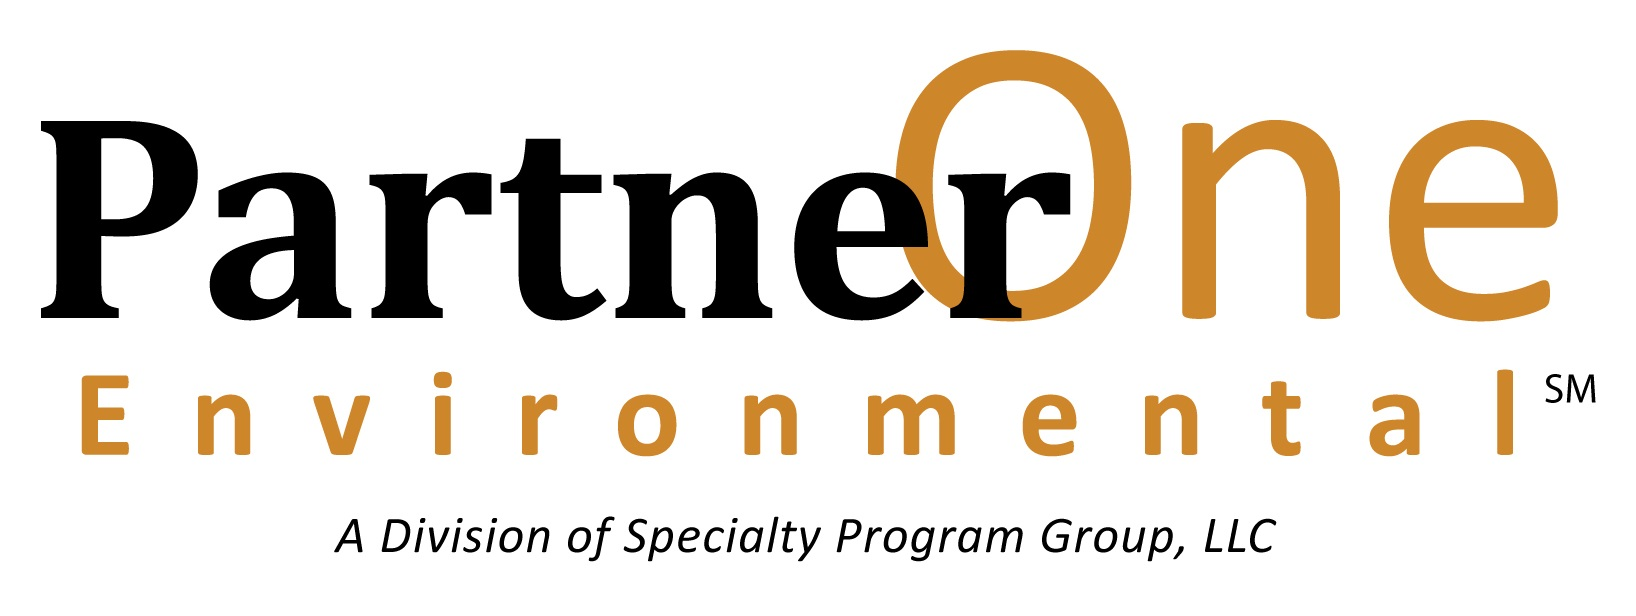 PartnerOne
Environmental SM
A Division of Specialty Program Group, LLC